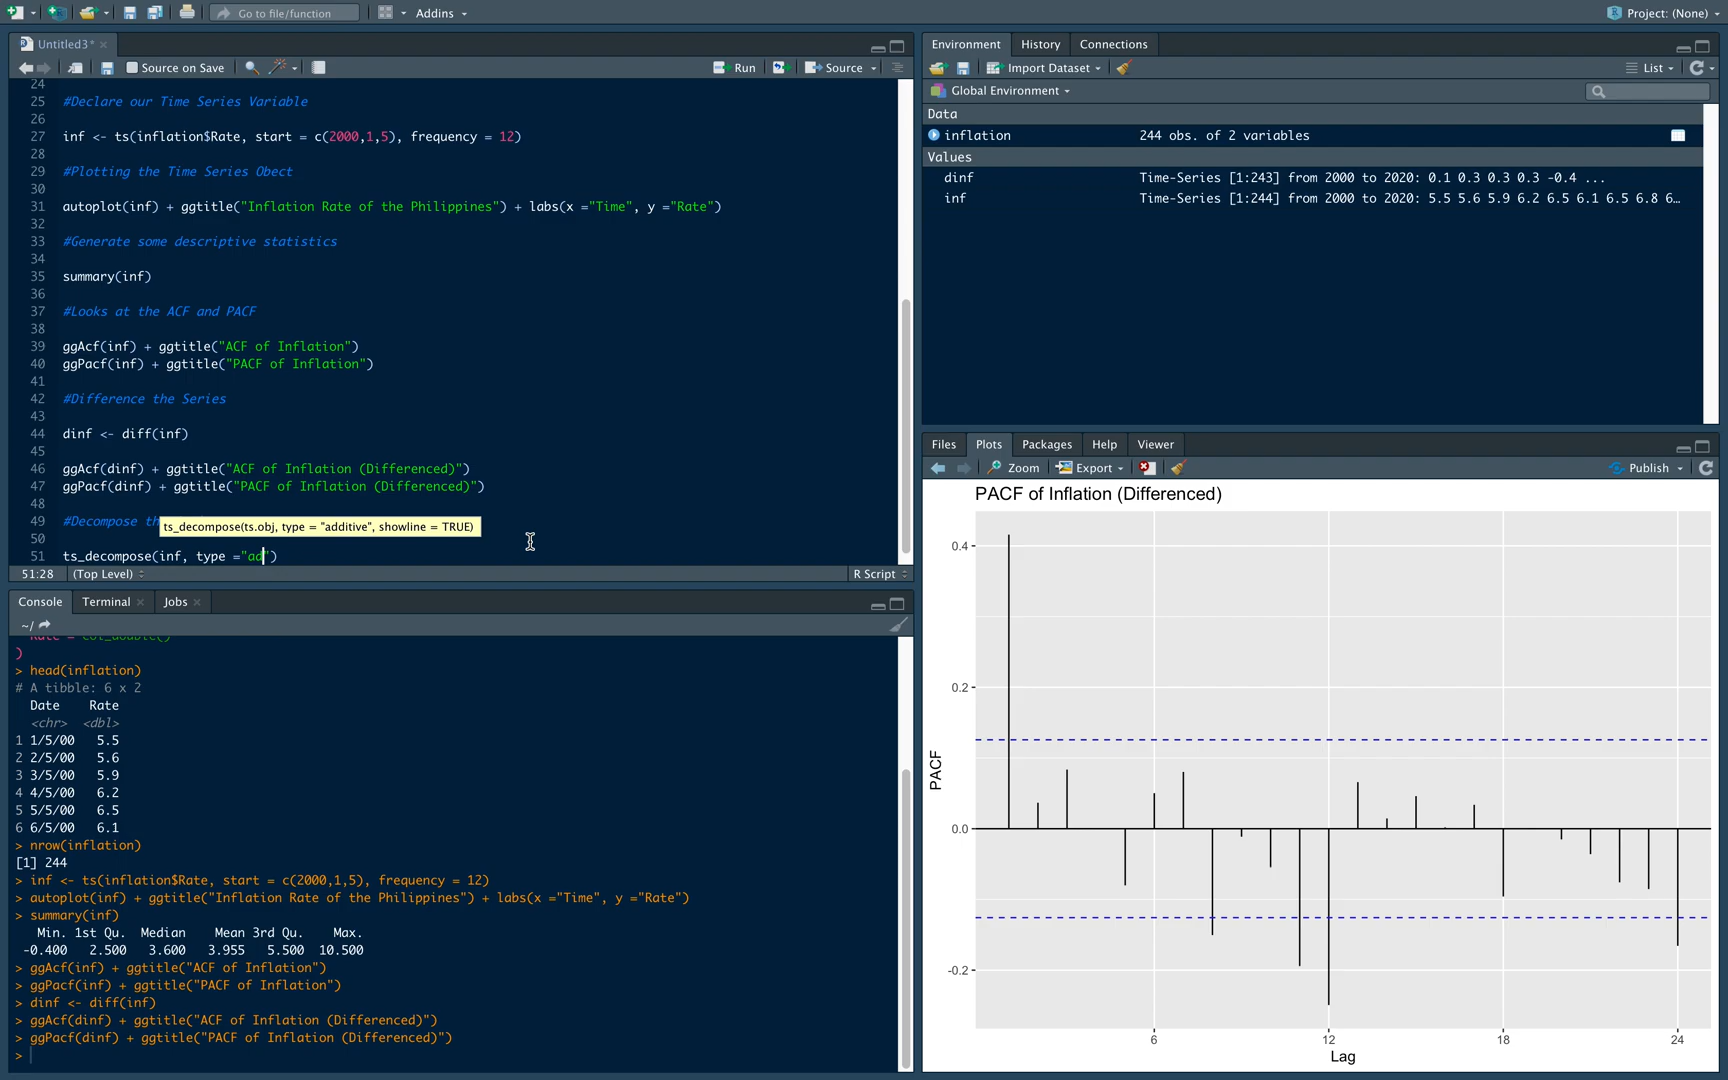 Go to file/function
Addins
Project: (None)
Untitled3*
Source on Save
Run
Source
24
25 #Declare our Time Series Variable
26
27 inf <- ts(inflation$Rate, start = c(2000,1,5), frequency = 12)
28
29 #Plotting the Time Series Obect
30
31 autoplot(inf) + ggtitle("Inflation Rate of the Philippines") + labs(x ="Time", y ="Rate")
32
33 #Generate some descriptive statistics
34
35 summary(inf)
36
37 #Looks at the ACF and PACF
38
39 ggAcf(inf) + ggtitle("ACF of Inflation")
40 ggPacf(inf) + ggtitle("PACF of Inflation")
41
42 #Difference the Series
43
44 dinf <- diff(inf)
45
46 ggAcf(dinf) + ggtitle("ACF of Inflation (Differenced)")
47 ggPacf(dinf) + ggtitle("PACF of Inflation (Differenced)")
48
49 #Decompose th
ts_decompose(ts.obj, type = "additive", showline = TRUE)
50
51 ts_decompose(inf, type ="ad")
51:28 (Top Level) R Script
Console Terminal Jobs
~/
)
> head(inflation)
# A tibble: 6 x 2
Date Rate
<chr> <dbl>
1 1/5/00 5.5
2 2/5/00 5.6
3 3/5/00 5.9
4 4/5/00 6.2
5 5/5/00 6.5
6 6/5/00 6.1
> nrow(inflation)
[1] 244
> inf <- ts(inflation$Rate, start = c(2000,1,5), frequency = 12)
> autoplot(inf) + ggtitle("Inflation Rate of the Philippines") + labs(x ="Time", y ="Rate")
> summary(inf)
Min. 1st Qu. Median Mean 3rd Qu. Max.
-0.400 2.500 3.600 3.955 5.500 10.500
> ggAcf(inf) + ggtitle("ACF of Inflation")
> ggPacf(inf) + ggtitle("PACF of Inflation")
> dinf <- diff(inf)
> ggAcf(dinf) + ggtitle("ACF of Inflation (Differenced)")
> ggPacf(dinf) + ggtitle("PACF of Inflation (Differenced)")
>
Environment History Connections
Import Dataset
List
Global Environment
Data
inflation 244 obs. of 2 variables
Values
dinf Time-Series [1:243] from 2000 to 2020: 0.1 0.3 0.3 0.3 -0.4 ...
inf Time-Series [1:244] from 2000 to 2020: 5.5 5.6 5.9 6.2 6.5 6.1 6.5 6.8 6…
Files Plots Packages Help Viewer
Zoom Export Publish
PACF of Inflation (Differenced)
0.4
0.2
0.0
-0.2
PACF
6 12 18 24
Lag